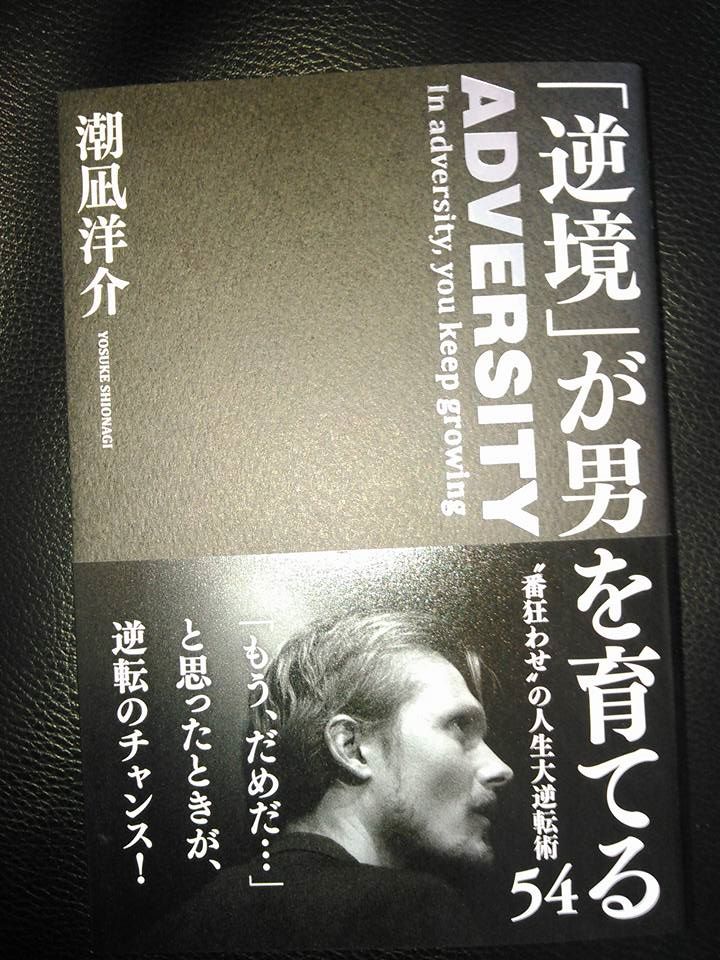 「逆境」が男を育てる
ADVERSITY
In adversity, you keep growing
〝番狂わせ〟の人生大逆転術
54
潮凪洋介
YOSUKE SHIONAGI
「もう、だめだ…」
と思ったときが、
逆転のチャンス！